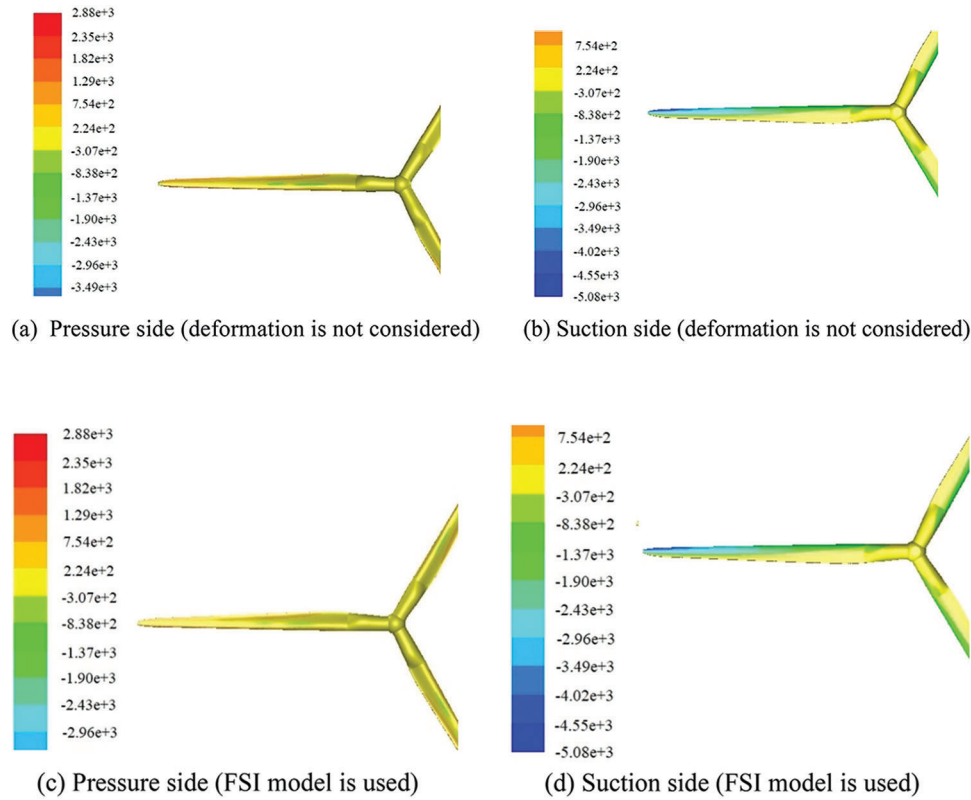 2.88e+3
2.35e+3
1.82e+3
1.29e+3
7.54e+2
2.24e+2
-3.07e+2
-8.38e+2
-1.37e+3
-1.90e+3
-2.43e+3
-2.96e+3
-3.49e+3
(a) Pressure side (deformation is not considered)
7.54e+2
2.24e+2
-3.07e+2
-8.38e+2
-1.37e+3
-1.90e+3
-2.43e+3
-2.96e+3
-3.49e+3
-4.02e+3
-4.55e+3
-5.08e+3
(b) Suction side (deformation is not considered)
2.88e+3
2.35e+3
1.82e+3
1.29e+3
7.54e+2
2.24e+2
-3.07e+2
-8.38e+2
-1.37e+3
-1.90e+3
-2.43e+3
-2.96e+3
(c) Pressure side (FSI model is used)
7.54e+2
2.24e+2
-3.07e+2
-8.38e+2
-1.37e+3
-1.90e+3
-2.43e+3
-2.96e+3
-3.49e+3
-4.02e+3
-4.55e+3
-5.08e+3
(d) Suction side (FSI model is used)